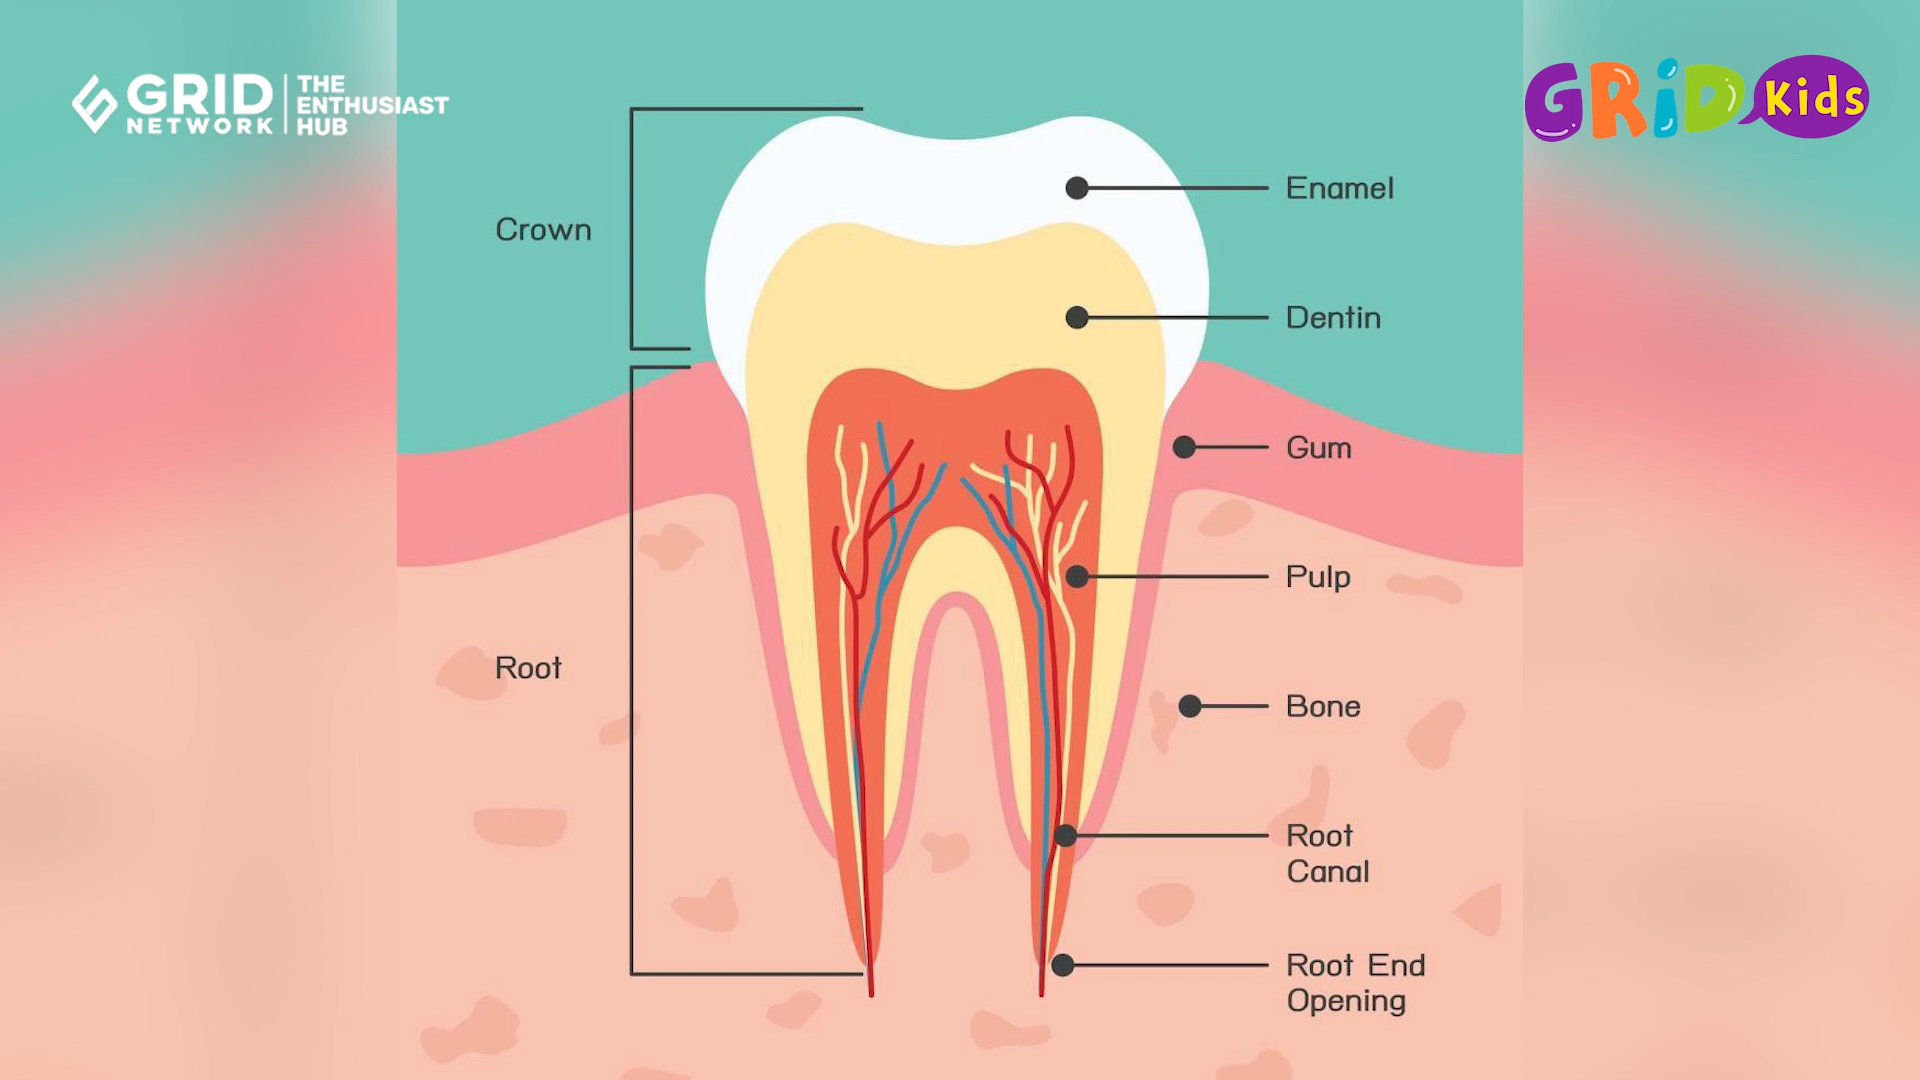 GRID NETWORK
THE
ENTHUSIAST
HUB
GRiD Kids
Crown
Root
Enamel
Dentin
Gum
Pulp
Bone
Root
Canal
Root End
Opening